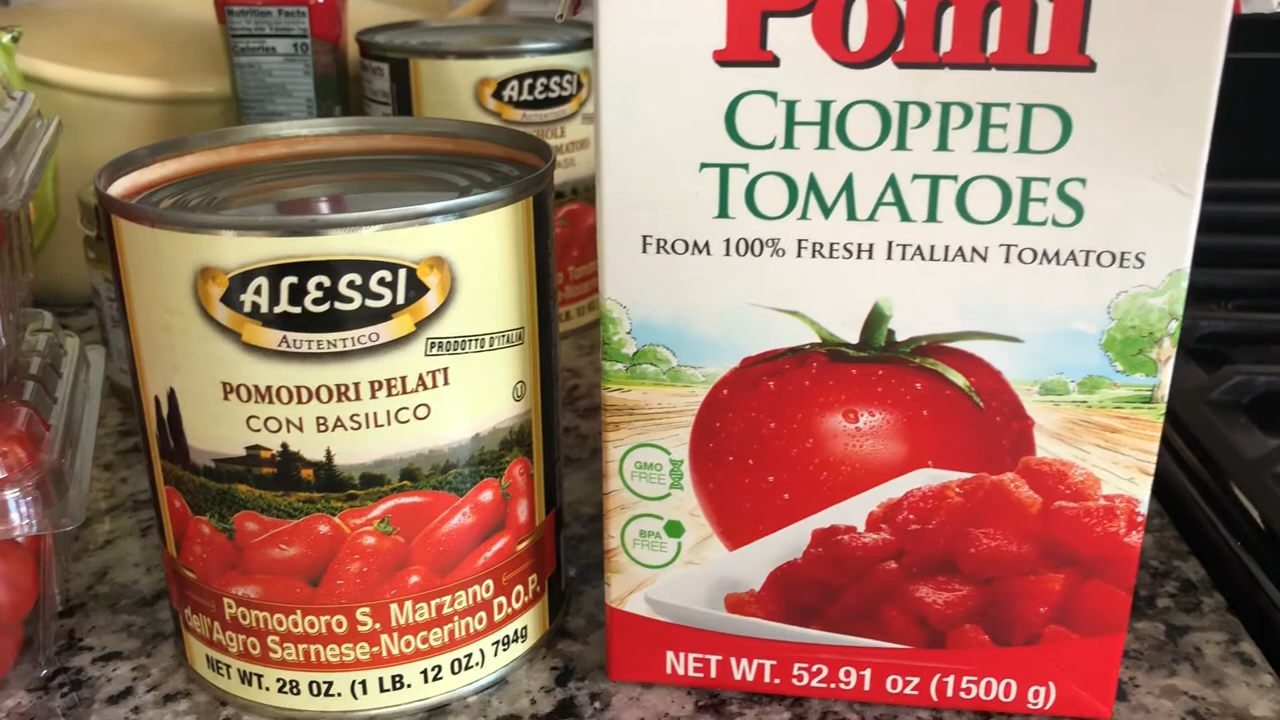 Nutrition Facts
Calories 10
ALESSI
AUTENTICO
ALESSI
AUTENTICO
PRODOTTO D'ITALIA
POMODORI PELATI
CON BASILICO
U
Pomodoro S. Marzano
dell'Agro Sarnese-Nocerino D.O.P.
NET WT. 28 OZ. (1 LB. 12 OZ.) 794g
Pomì
CHOPPED
TOMATOES
FROM 100% FRESH ITALIAN TOMATOES
GMO
FREE
BPA
FREE
NET WT. 52.91 oz (1500 g)